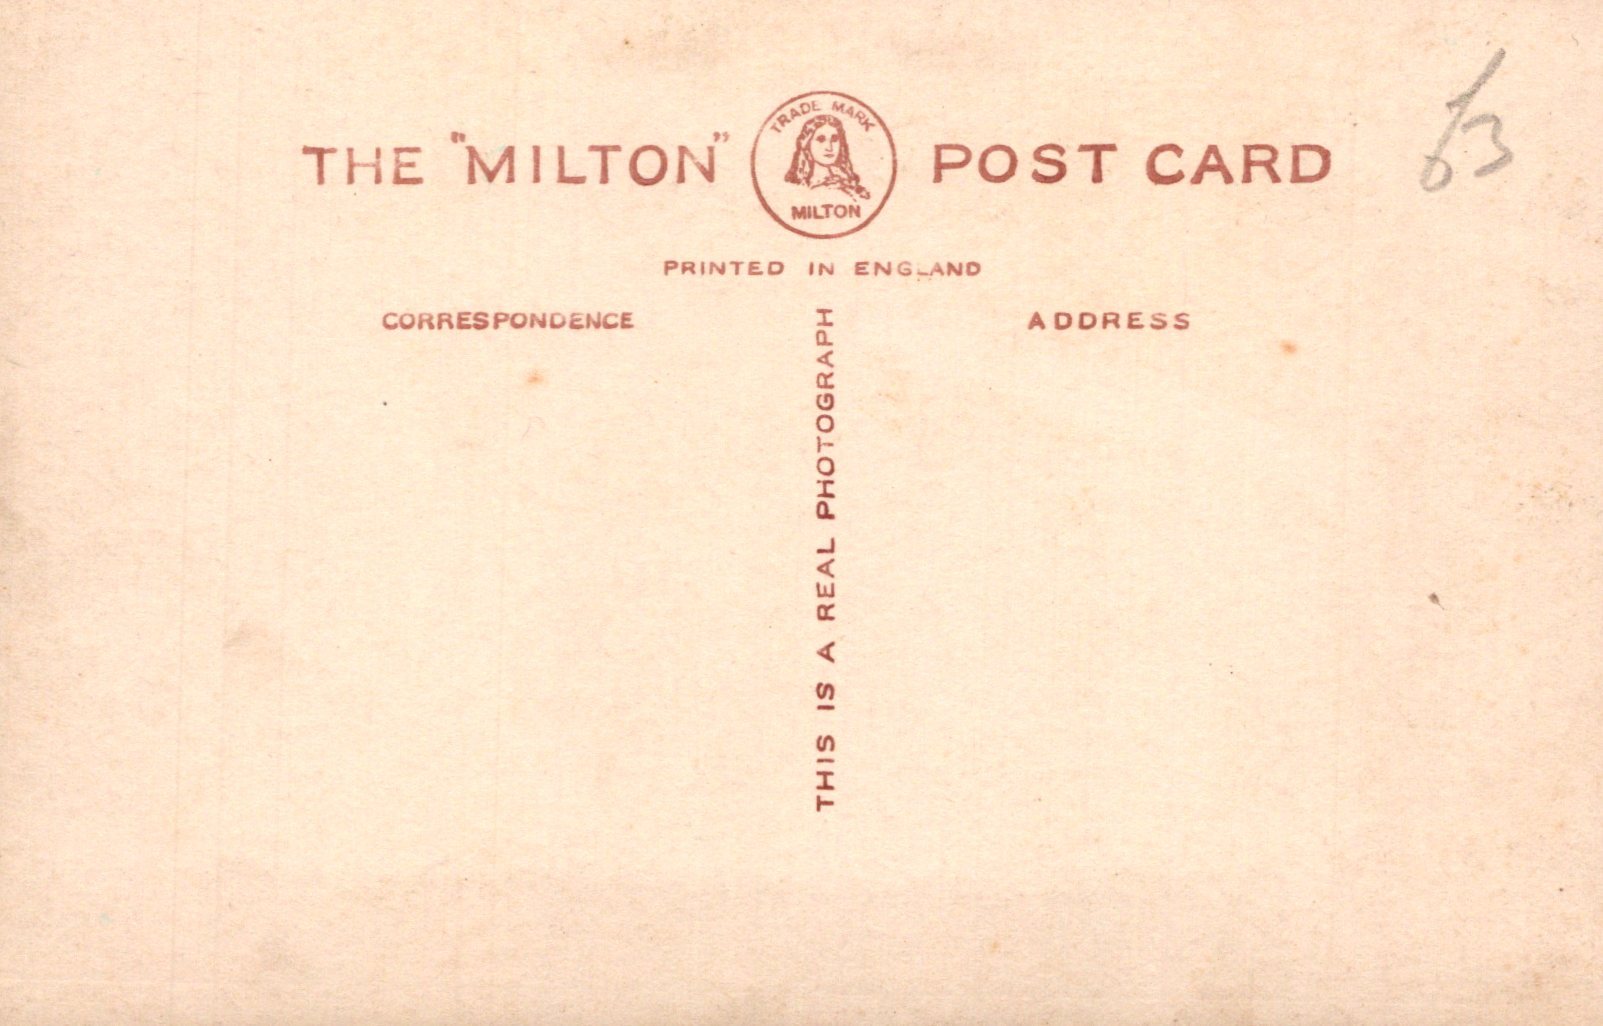 THE "MILTON" POST CARD
TRADE MARK
MILTON
PRINTED IN ENGLAND
CORRESPONDENCE
ADDRESS
THIS IS A REAL PHOTOGRAPH